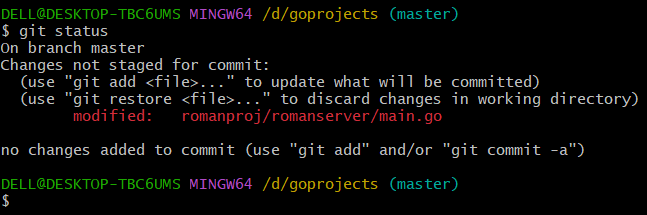 DELL@DESKTOP-TBC6UMS MINGW64 /d/goprojects (master)
$ git status
On branch master
Changes not staged for commit:
  (use "git add <file>..." to update what will be committed)
  (use "git restore <file>..." to discard changes in working directory)
        modified:   romanproj/romanserver/main.go

no changes added to commit (use "git add" and/or "git commit -a")

DELL@DESKTOP-TBC6UMS MINGW64 /d/goprojects (master)
$